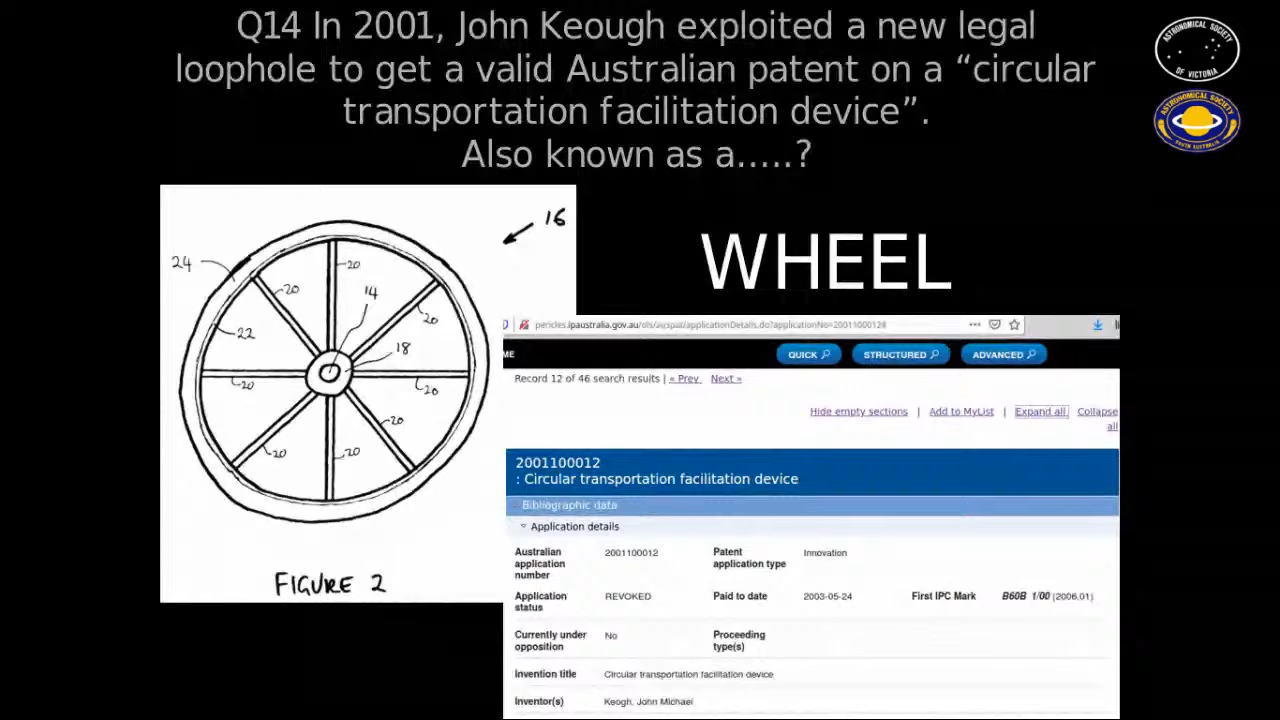 Q14 In 2001, John Keough exploited a new legal
loophole to get a valid Australian patent on a “circular
transportation facilitation device”.
Also known as a.....?
ASTRONOMICAL SOCIETY
OF VICTORIA
ASTRONOMICAL SOCIETY
SOUTH AUSTRALIA
16
24
20
20
14
20
22
18
20
20
20
20
20
FIGURE 2
WHEEL
pericles.ipaustralia.gov.au/ols/auspat/applicationDetails.do?applicationNo=2001100012#
ME
QUICK
STRUCTURED
ADVANCED
Record 12 of 46 search results | « Prev Next »
Hide empty sections | Add to MyList | Expand all Collapse
all
2001100012
: Circular transportation facilitation device
Bibliographic data
Application details
Australian application number 2001100012 Patent application type Innovation
Application status REVOKED Paid to date 2003-05-24 First IPC Mark B60B 1/00 (2006.01)
Currently under opposition No Proceeding type(s)
Invention title Circular transportation facilitation device
Inventor(s) Keogh, John Michael